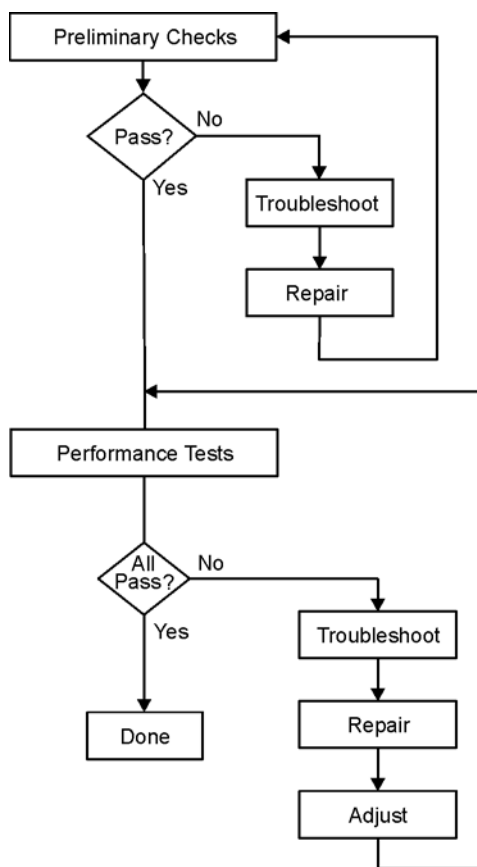 Preliminary Checks
Pass?
No
Yes
Troubleshoot
Repair
Performance Tests
All
Pass?
No
Yes
Troubleshoot
Done
Repair
Adjust